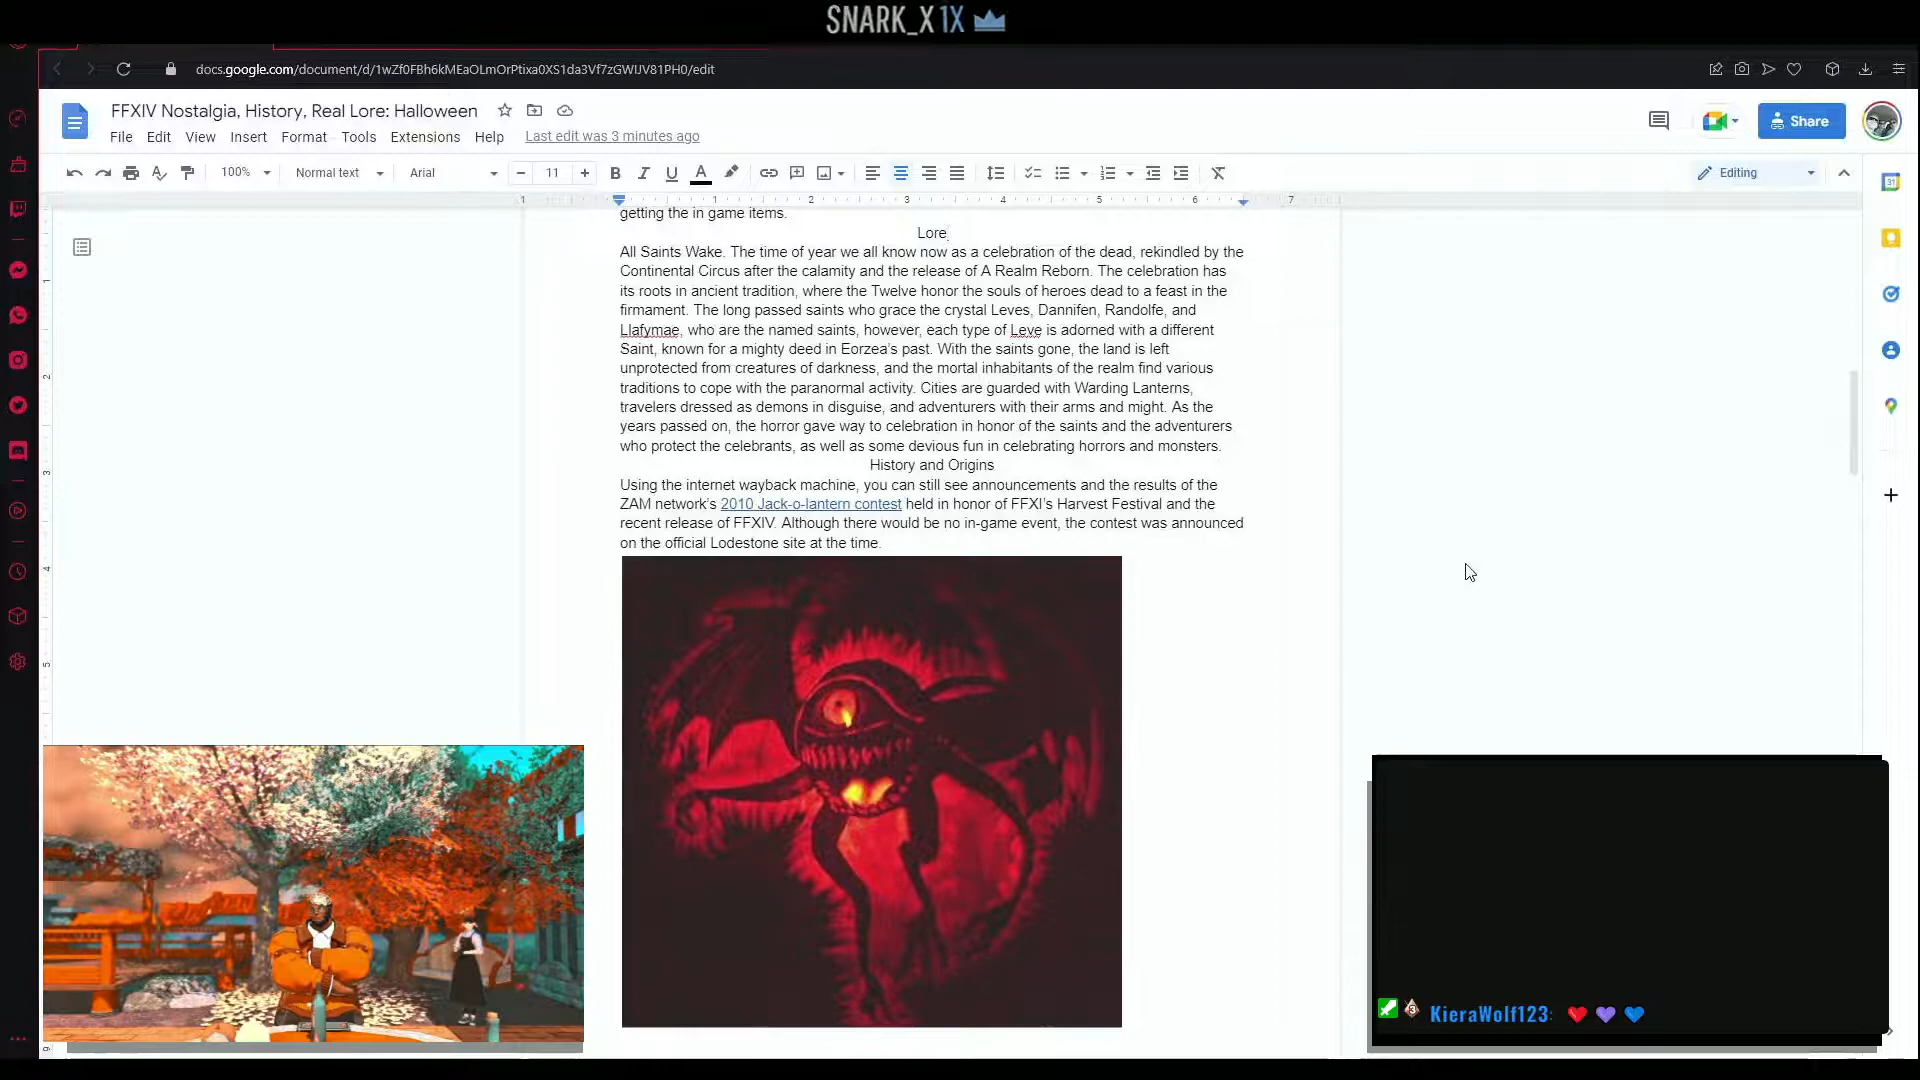 SNARK_X1X
docs.google.com/document/d/1wZf0FBh6kMEaOLmOrPtixa0XS1da3Vf7zGWIJV81PH0/edit
FFXIV Nostalgia, History, Real Lore: Halloween
File Edit View Insert Format Tools Extensions Help Last edit was 3 minutes ago
Share
100% Normal text Arial 11 Editing
1 1 2 3 4 5 6 7
getting the in game items.
Lore
All Saints Wake. The time of year we all know now as a celebration of the dead, rekindled by the
Continental Circus after the calamity and the release of A Realm Reborn. The celebration has
its roots in ancient tradition, where the Twelve honor the souls of heroes dead to a feast in the
firmament. The long passed saints who grace the crystal Leves, Dannifen, Randolfe, and
Llafymae, who are the named saints, however, each type of Leve is adorned with a different
Saint, known for a mighty deed in Eorzea's past. With the saints gone, the land is left
unprotected from creatures of darkness, and the mortal inhabitants of the realm find various
traditions to cope with the paranormal activity. Cities are guarded with Warding Lanterns,
travelers dressed as demons in disguise, and adventurers with their arms and might. As the
years passed on, the horror gave way to celebration in honor of the saints and the adventurers
who protect the celebrants, as well as some devious fun in celebrating horrors and monsters.
History and Origins
Using the internet wayback machine, you can still see announcements and the results of the
ZAM network's 2010 Jack-o-lantern contest held in honor of FFXI's Harvest Festival and the
recent release of FFXIV. Although there would be no in-game event, the contest was announced
on the official Lodestone site at the time.
KieraWolf123: